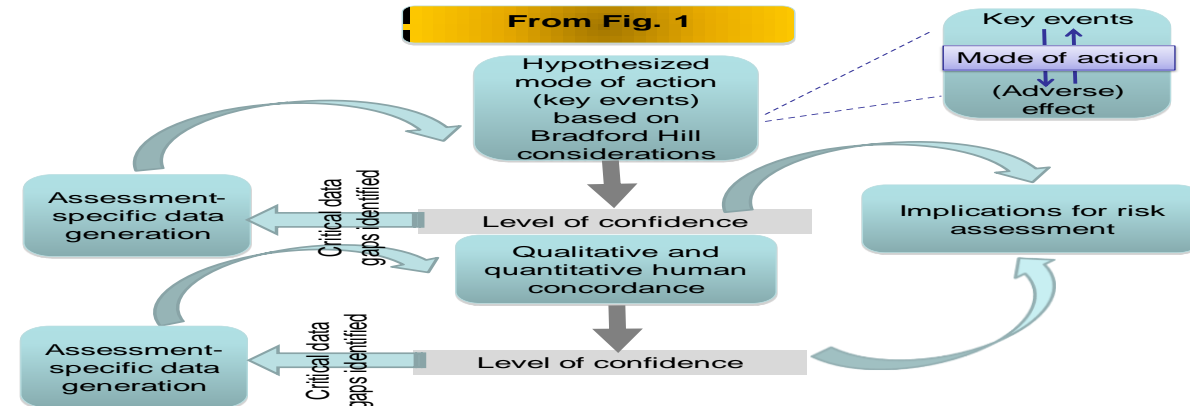 From Fig. 1
Key events
Mode of action
(Adverse)
effect
Hypothesized
mode of action
(key events)
based on
Bradford Hill
considerations
Assessment-
specific data
generation
Critical data
gaps identified
Level of confidence
Implications for risk
assessment
Qualitative and
quantitative human
concordance
Assessment-
specific data
generation
Critical data
gaps identified
Level of confidence